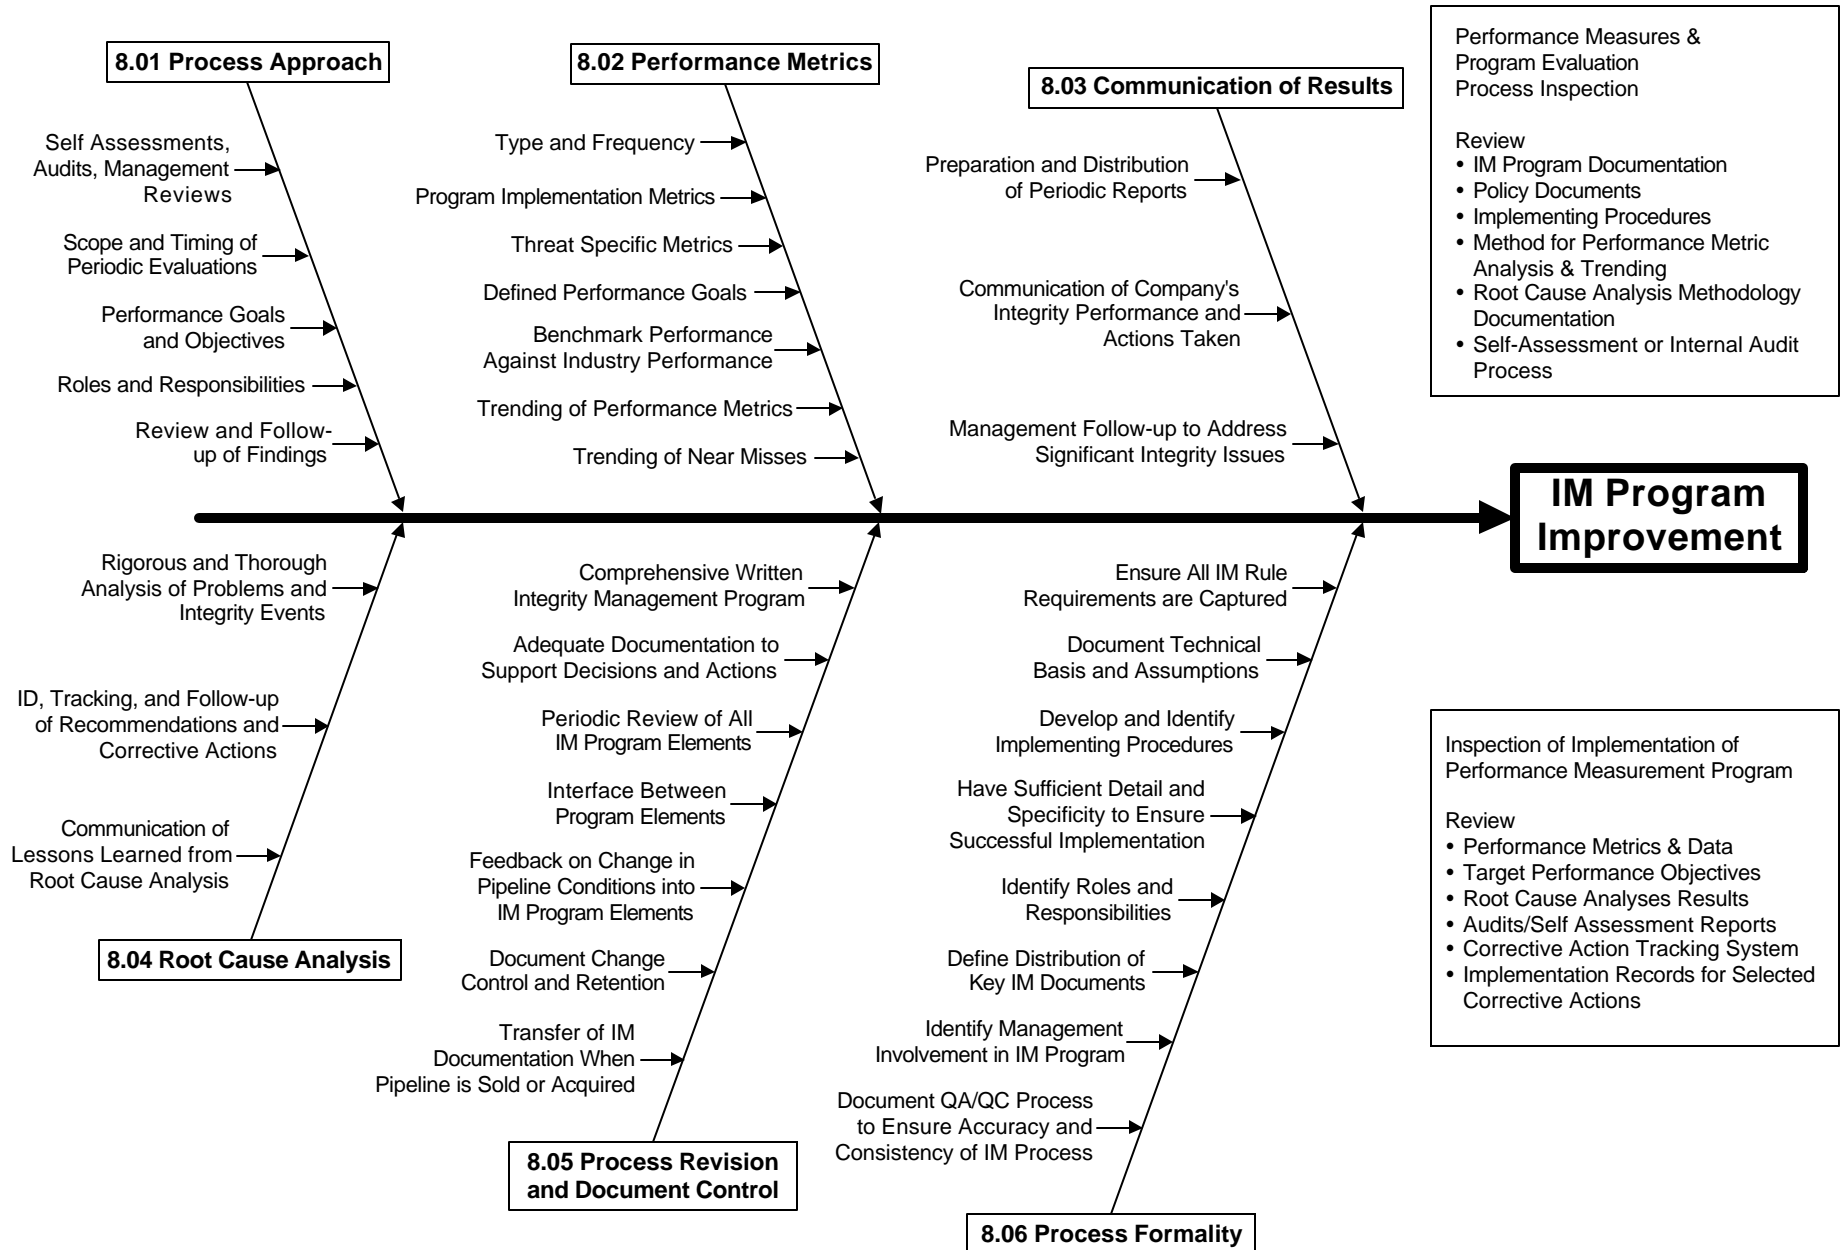 8.01 Process Approach
Self Assessments,
Audits, Management
Reviews
Scope and Timing of
Periodic Evaluations
Performance Goals
and Objectives
Roles and Responsibilities
Review and Follow-
up of Findings
8.02 Performance Metrics
Type and Frequency
Program Implementation Metrics
Threat Specific Metrics
Defined Performance Goals
Benchmark Performance
Against Industry Performance
Trending of Performance Metrics
Trending of Near Misses
8.03 Communication of Results
Preparation and Distribution
of Periodic Reports
Communication of Company's
Integrity Performance and
Actions Taken
Management Follow-up to Address
Significant Integrity Issues
Performance Measures &
Program Evaluation
Process Inspection
Review
• IM Program Documentation
• Policy Documents
• Implementing Procedures
• Method for Performance Metric
Analysis & Trending
• Root Cause Analysis Methodology
Documentation
• Self-Assessment or Internal Audit
Process
IM Program
Improvement
Rigorous and Thorough
Analysis of Problems and
Integrity Events
ID, Tracking, and Follow-up
of Recommendations and
Corrective Actions
Communication of
Lessons Learned from
Root Cause Analysis
8.04 Root Cause Analysis
Comprehensive Written
Integrity Management Program
Adequate Documentation to
Support Decisions and Actions
Periodic Review of All
IM Program Elements
Interface Between
Program Elements
Feedback on Change in
Pipeline Conditions into
IM Program Elements
Document Change
Control and Retention
Transfer of IM
Documentation When
Pipeline is Sold or Acquired
8.05 Process Revision
and Document Control
Ensure All IM Rule
Requirements are Captured
Document Technical
Basis and Assumptions
Develop and Identify
Implementing Procedures
Have Sufficient Detail and
Specificity to Ensure
Successful Implementation
Identify Roles and
Responsibilities
Define Distribution of
Key IM Documents
Identify Management
Involvement in IM Program
Document QA/QC Process
to Ensure Accuracy and
Consistency of IM Process
8.06 Process Formality
Inspection of Implementation of
Performance Measurement Program
Review
• Performance Metrics & Data
• Target Performance Objectives
• Root Cause Analyses Results
• Audits/Self Assessment Reports
• Corrective Action Tracking System
• Implementation Records for Selected
Corrective Actions